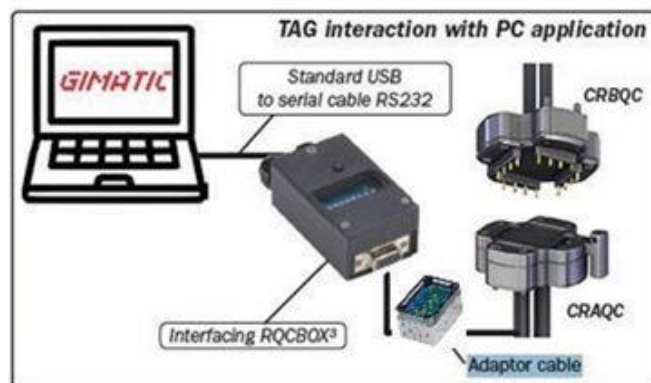 TAG interaction with PC application
GIMATIC
Standard USB
to serial cable RS232
CRBQC
CRAQC
Interfacing RQCBOX³
Adaptor cable